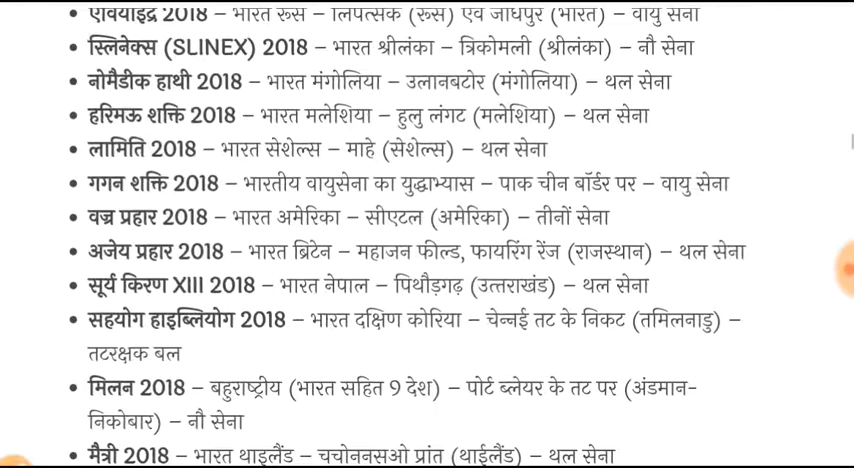 • एवियाइंद्र 2018 – भारत रूस – लिपेत्सक (रूस) एवं जोधपुर (भारत) – वायु सेना
• स्लिनेक्स (SLINEX) 2018 – भारत श्रीलंका – त्रिकोमली (श्रीलंका) – नौ सेना
• नोमैडीक हाथी 2018 – भारत मंगोलिया – उलानबटोर (मंगोलिया) – थल सेना
• हरिमऊ शक्ति 2018 – भारत मलेशिया – हुलु लंगट (मलेशिया) – थल सेना
• लामिति 2018 – भारत सेशेल्स – माहे (सेशेल्स) – थल सेना
• गगन शक्ति 2018 – भारतीय वायुसेना का युद्धाभ्यास – पाक चीन बॉर्डर पर – वायु सेना
• वज्र प्रहार 2018 – भारत अमेरिका – सीएटल (अमेरिका) – तीनों सेना
• अजेय प्रहार 2018 – भारत ब्रिटेन – महाजन फील्ड, फायरिंग रेंज (राजस्थान) – थल सेना
• सूर्य किरण XIII 2018 – भारत नेपाल – पिथौड़गढ़ (उत्तराखंड) – थल सेना
• सहयोग हाइब्लियोग 2018 – भारत दक्षिण कोरिया – चेन्नई तट के निकट (तमिलनाडु) –
तटरक्षक बल
• मिलन 2018 – बहुराष्ट्रीय (भारत सहित 9 देश) – पोर्ट ब्लेयर के तट पर (अंडमान-
निकोबार) – नौ सेना
• मैत्री 2018 – भारत थाइलैंड – चचोननसओ प्रांत (थाईलैंड) – थल सेना